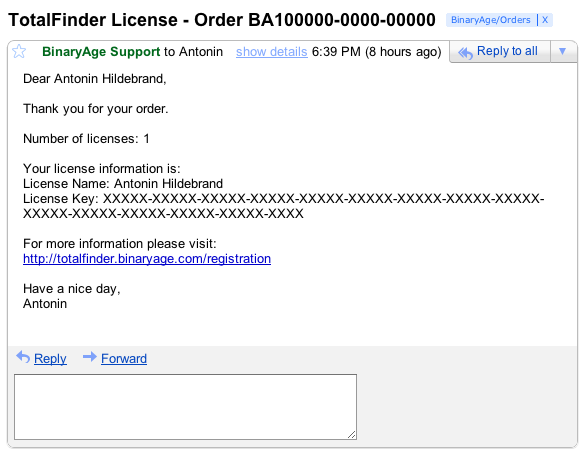 TotalFinder License - Order BA100000-0000-00000 BinaryAge/Orders | X
BinaryAge Support to Antonin show details 6:39 PM (8 hours ago) Reply to all
Dear Antonin Hildebrand,
Thank you for your order.
Number of licenses: 1
Your license information is:
License Name: Antonin Hildebrand
License Key: XXXXX-XXXXX-XXXXX-XXXXX-XXXXX-XXXXX-XXXXX-XXXXX-XXXXX-
XXXXX-XXXXX-XXXXX-XXXXX-XXXXX-XXXX
For more information please visit:
http://totalfinder.binaryage.com/registration
Have a nice day,
Antonin
Reply Forward